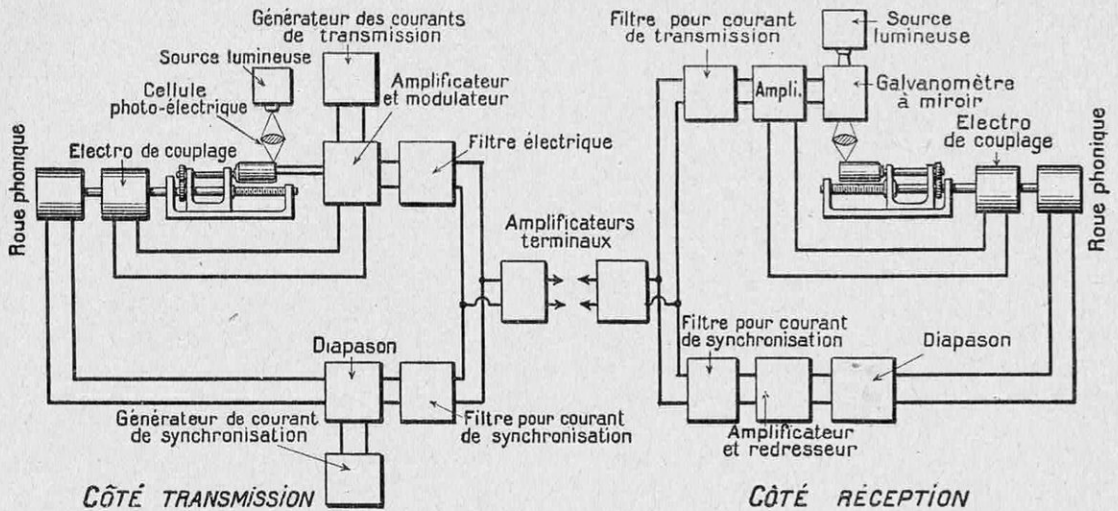 Générateur des courants
de transmission
Source lumineuse
Cellule
photo-électrique
Amplificateur
et modulateur
Electro de couplage
Filtre électrique
Roue phonique
Amplificateurs
terminaux
Diapason
Générateur de courant
de synchronisation
Filtre pour courant
de synchronisation
CÔTÉ TRANSMISSION
Filtre pour courant
de transmission
Source
lumineuse
Ampli.
Galvanomètre
à miroir
Electro
de couplage
Roue phonique
Filtre pour courant
de synchronisation
Diapason
Amplificateur
et redresseur
CÔTÉ RÉCEPTION